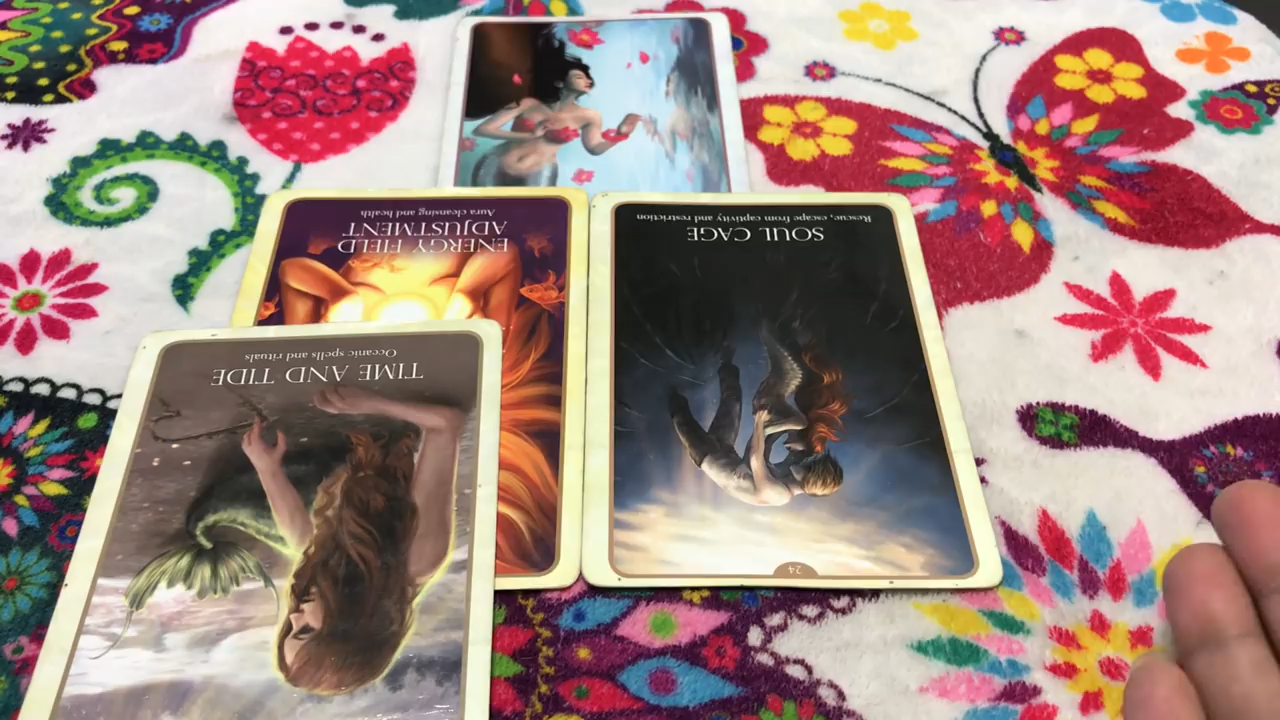 ENERGY FIELD
ADJUSTMENT
Aura cleansing and health
SOUL CAGE
Rescue, escape from captivity and restriction
24
TIME AND TIDE
Oceanic spells and rituals